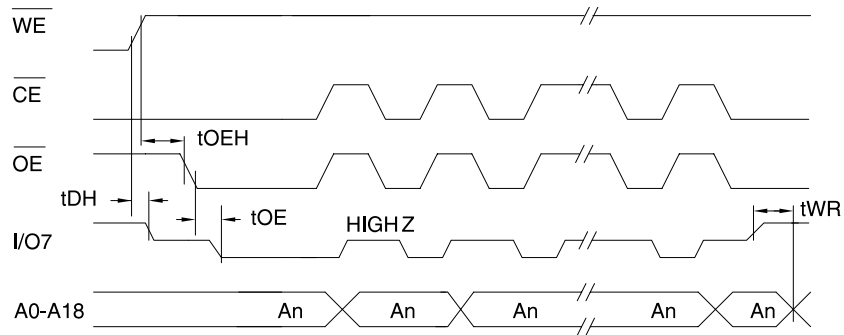 WE
CE
tOEH
OE
tDH
tOE
tWR
HIGH Z
I/O7
A0-A18
An An An An An